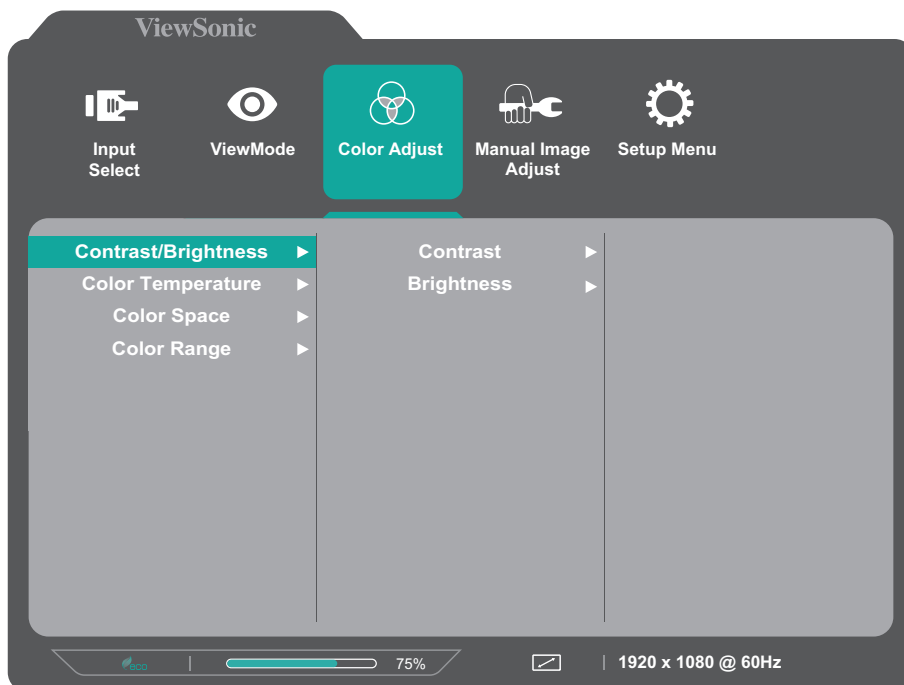 ViewSonic
Input
Select
ViewMode
Color Adjust
Manual Image
Adjust
Setup Menu
Contrast/Brightness
Color Temperature
Color Space
Color Range
Contrast
Brightness
eco
75%
1920 x 1080 @ 60Hz